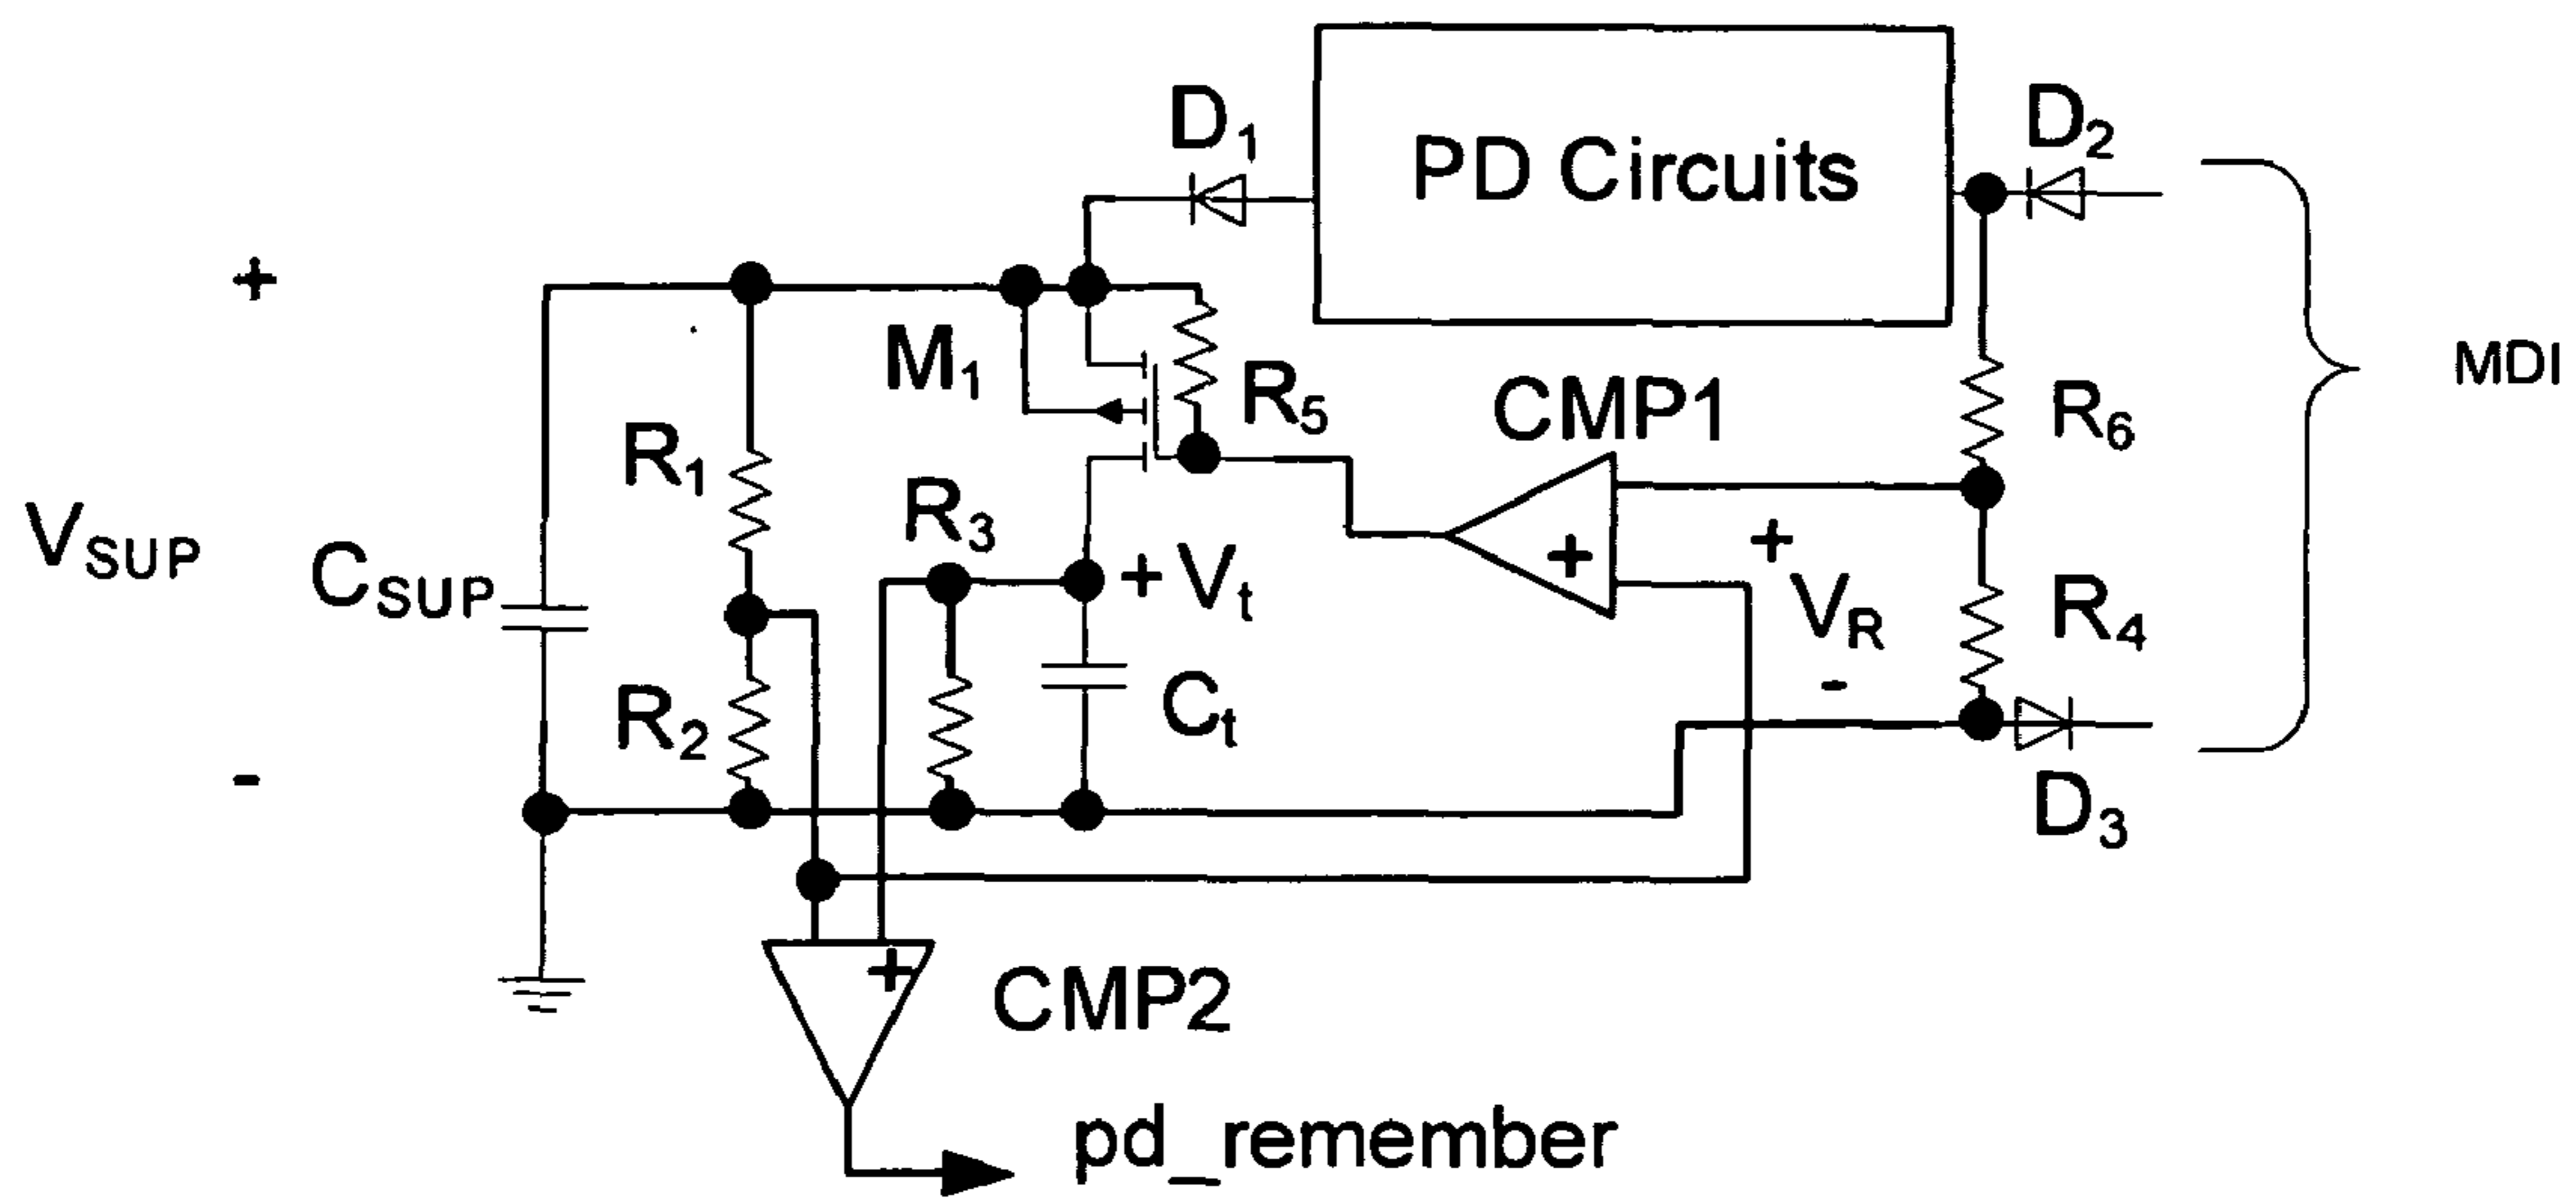 D1
PD Circuits
D2
+
M1
R5
CMP1
R6
MDI
R1
R3
VSUP
CSUP
+ Vt
+
+
VR
-
R4
R2
Ct
-
D3
+
CMP2
pd_remember